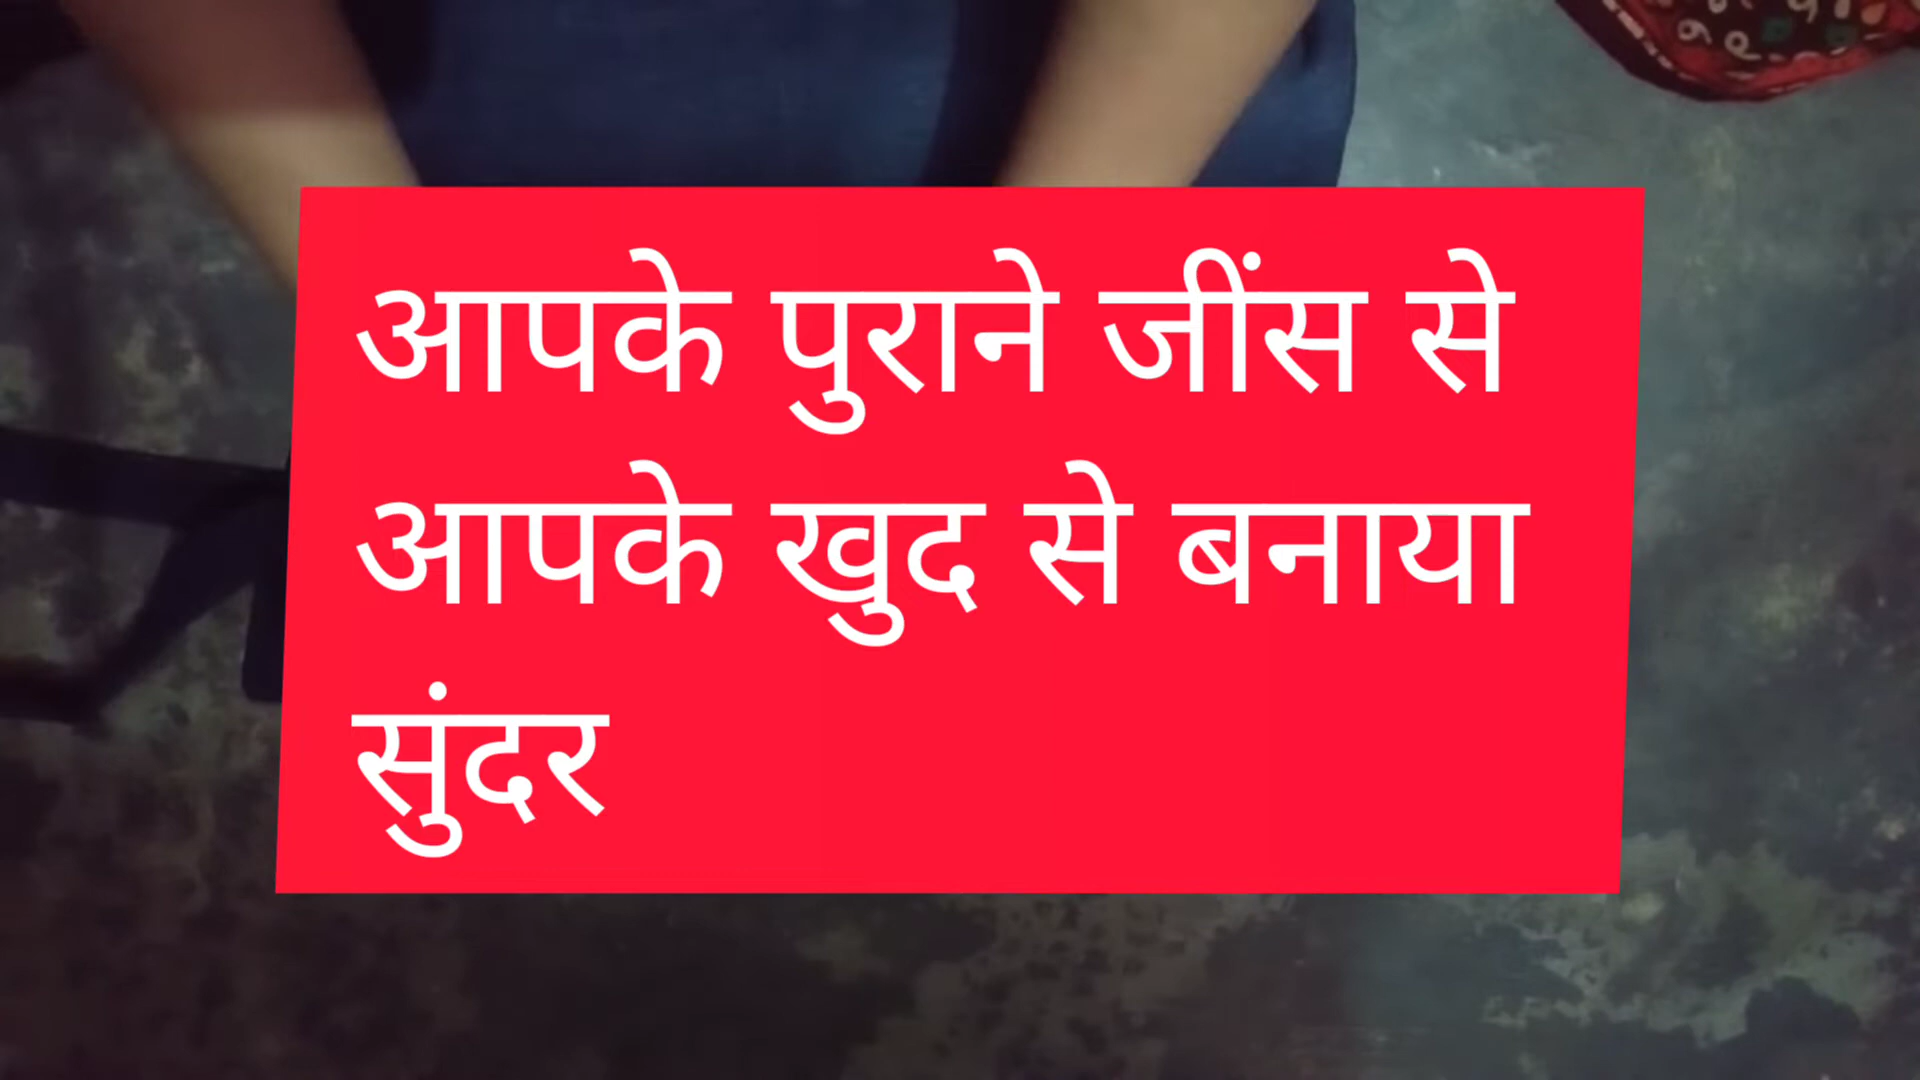 आपके पुराने जींस से
आपके खुद से बनाया
सुंदर